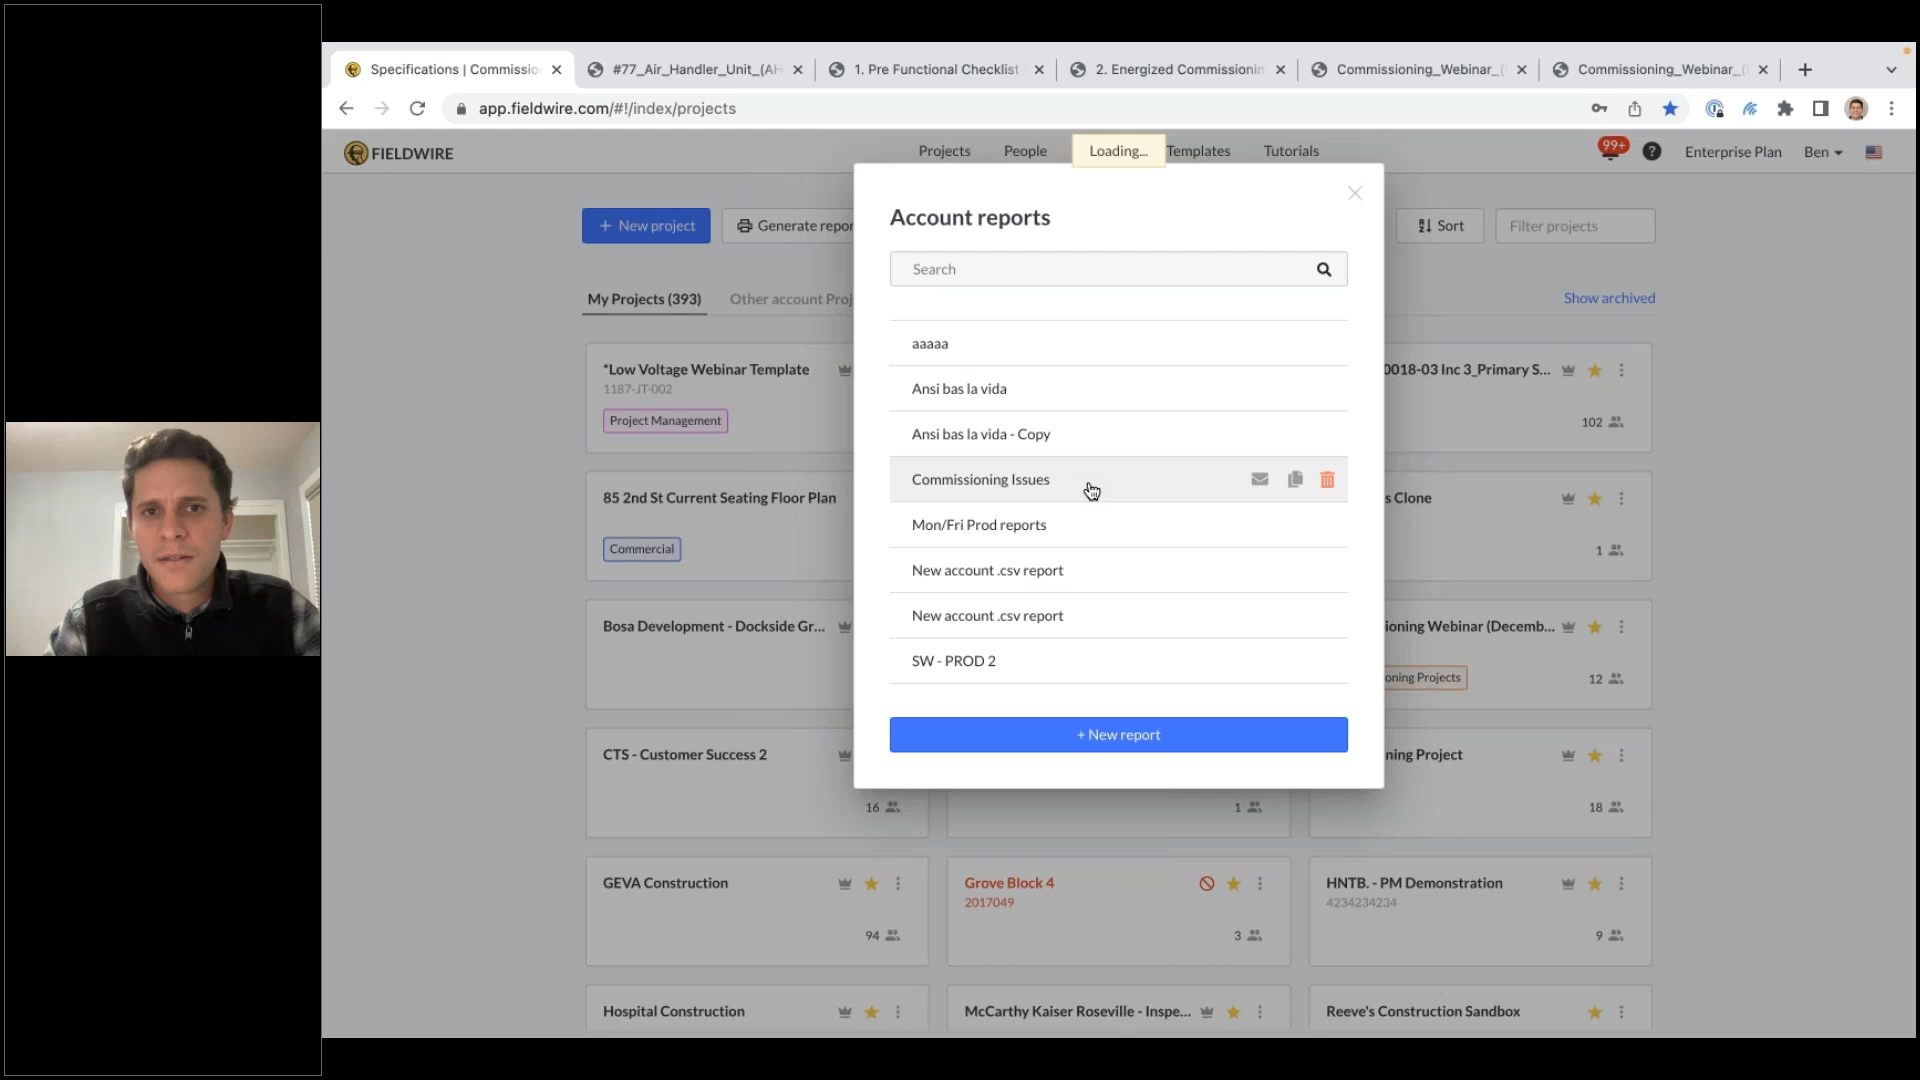 Specifications | Commissio
#77_Air_Handler_Unit_(AH
1. Pre Functional Checklist
2. Energized Commissionin
Commissioning_Webinar_(
Commissioning_Webinar_(
app.fieldwire.com/#!/index/projects
FIELDWIRE
Projects
People
Loading...
Templates
Tutorials
99+
?
Enterprise Plan
Ben
+ New project
Generate repor
Sort
Filter projects
My Projects (393)
Other account Proj
Show archived
Account reports
Search
aaaaa
Ansi bas la vida
Ansi bas la vida - Copy
Commissioning Issues
Mon/Fri Prod reports
New account .csv report
New account .csv report
SW - PROD 2
+ New report
*Low Voltage Webinar Template
1187-JT-002
Project Management
0018-03 Inc 3_Primary S...
102
85 2nd St Current Seating Floor Plan
Commercial
s Clone
1
Bosa Development - Dockside Gr...
ioning Webinar (Decemb...
oning Projects
12
CTS - Customer Success 2
16
1
ning Project
18
GEVA Construction
94
Grove Block 4
2017049
3
HNTB. - PM Demonstration
4234234234
9
Hospital Construction
McCarthy Kaiser Roseville - Inspe...
Reeve's Construction Sandbox